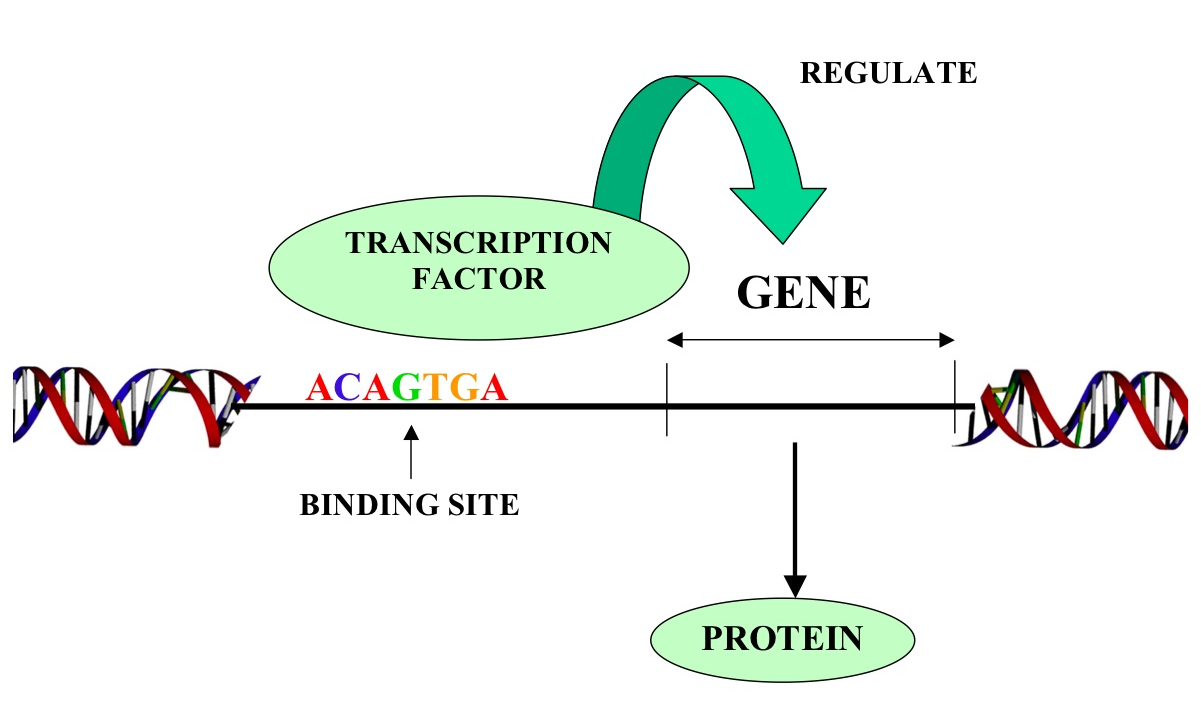 REGULATE
TRANSCRIPTION
FACTOR
GENE
ACAGTGA
BINDING SITE
PROTEIN